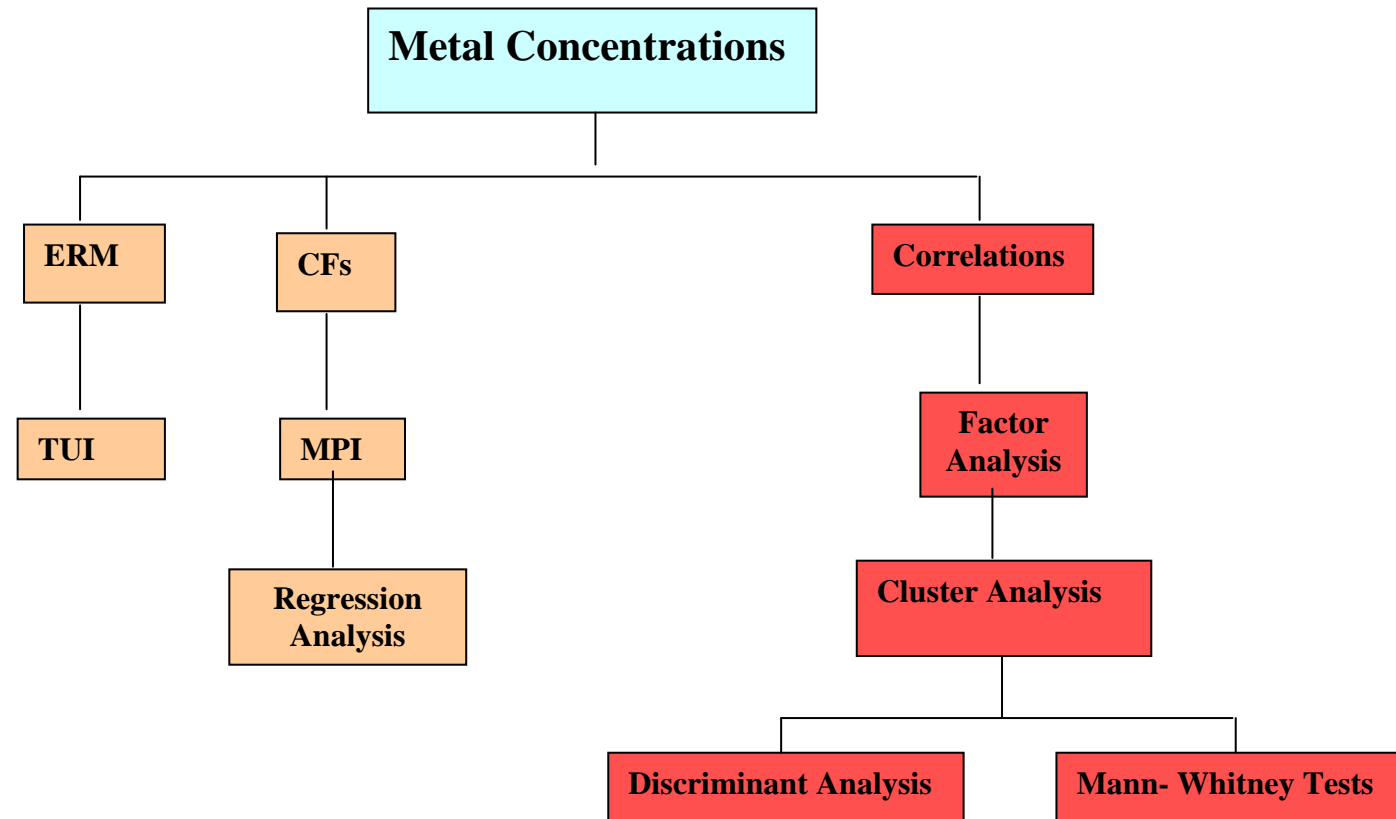 Metal Concentrations
ERM
CFs
Correlations
TUI
MPI
Factor
Analysis
Regression
Analysis
Cluster Analysis
Discriminant Analysis
Mann- Whitney Tests